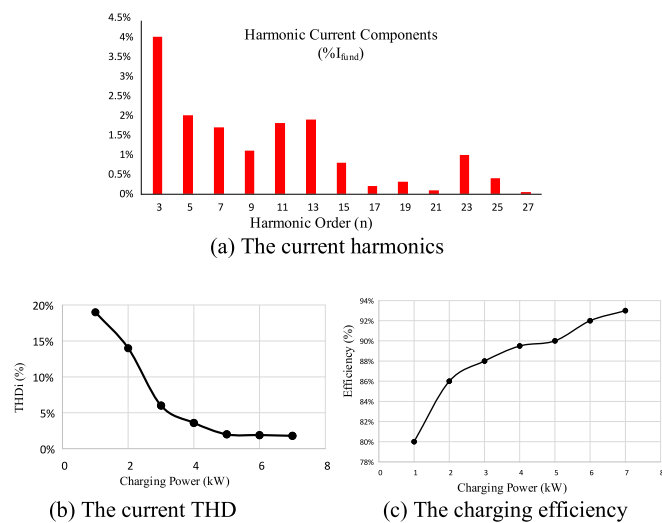 4.5%
4%
3.5%
3%
2.5%
2%
1.5%
1%
0.5%
0%
Harmonic Current Components
(%I_fund)
3 5 7 9 11 13 15 17 19 21 23 25 27
Harmonic Order (n)
(a) The current harmonics
20%
15%
10%
5%
0%
THDi (%)
0 2 4 6 8
Charging Power (kW)
(b) The current THD
94%
92%
90%
88%
86%
84%
82%
80%
78%
Efficiency (%)
0 1 2 3 4 5 6 7 8
Charging Power (kW)
(c) The charging efficiency